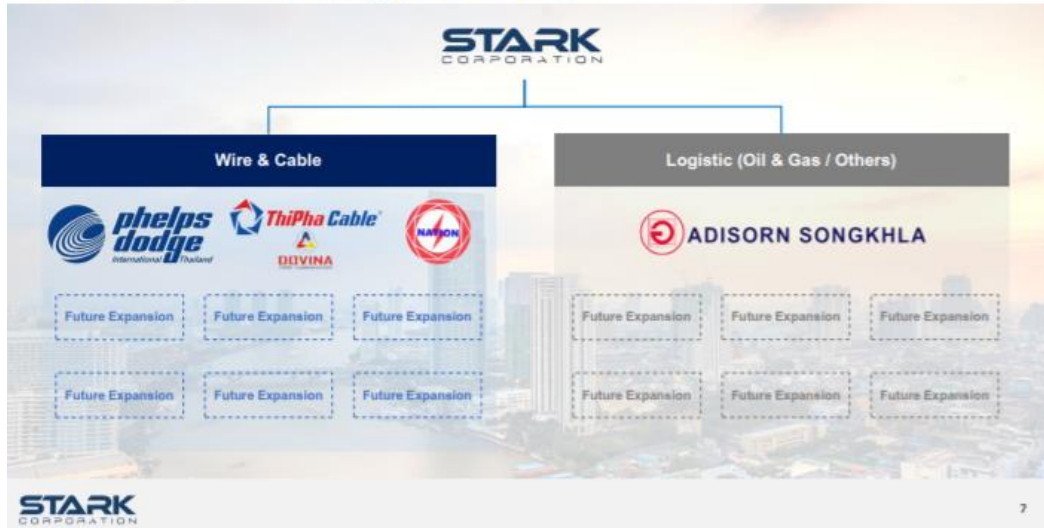 STARK
CORPORATION
Wire & Cable
Logistic (Oil & Gas / Others)
phelps
dodge
International Thailand
ThiPha Cable
DOVINA
NATION
ADISORN SONGKHLA
Future Expansion Future Expansion Future Expansion
Future Expansion Future Expansion Future Expansion
Future Expansion Future Expansion Future Expansion
Future Expansion Future Expansion Future Expansion
STARK
CORPORATION
7